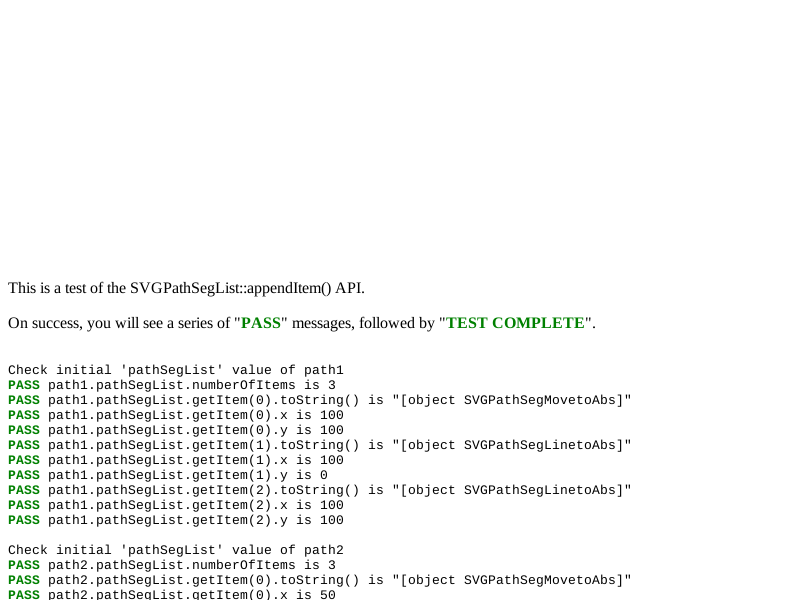 This is a test of the SVGPathSegList::appendItem() API.
On success, you will see a series of "PASS" messages, followed by "TEST COMPLETE".
Check initial 'pathSegList' value of path1
PASS path1.pathSegList.numberOfItems is 3
PASS path1.pathSegList.getItem(0).toString() is "[object SVGPathSegMovetoAbs]"
PASS path1.pathSegList.getItem(0).x is 100
PASS path1.pathSegList.getItem(0).y is 100
PASS path1.pathSegList.getItem(1).toString() is "[object SVGPathSegLinetoAbs]"
PASS path1.pathSegList.getItem(1).x is 100
PASS path1.pathSegList.getItem(1).y is 0
PASS path1.pathSegList.getItem(2).toString() is "[object SVGPathSegLinetoAbs]"
PASS path1.pathSegList.getItem(2).x is 100
PASS path1.pathSegList.getItem(2).y is 100
Check initial 'pathSegList' value of path2
PASS path2.pathSegList.numberOfItems is 3
PASS path2.pathSegList.getItem(0).toString() is "[object SVGPathSegMovetoAbs]"
PASS path2.pathSegList.getItem(0).x is 50